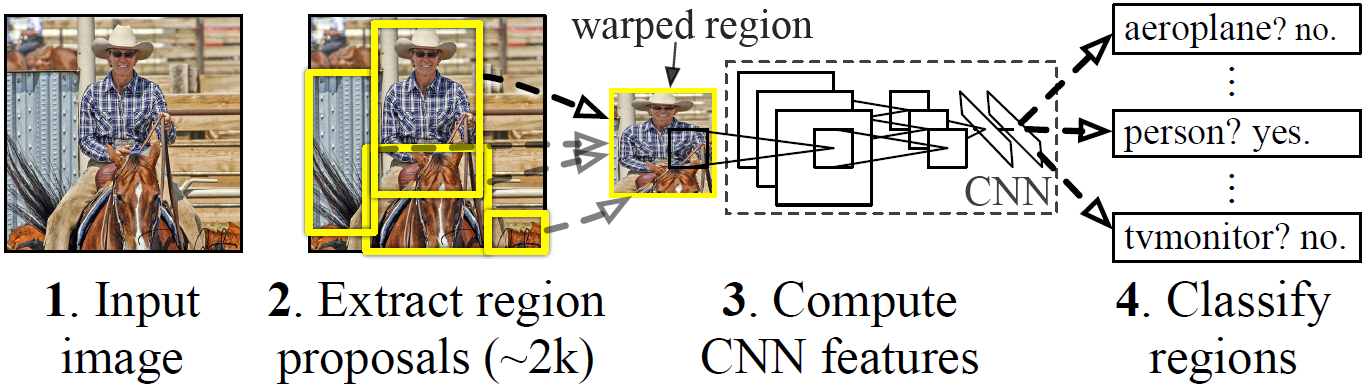 warped region
aeroplane? no.
⋮
person? yes.
CNN
⋮
tvmonitor? no.
1. Input
image
2. Extract region
proposals (~2k)
3. Compute
CNN features
4. Classify
regions